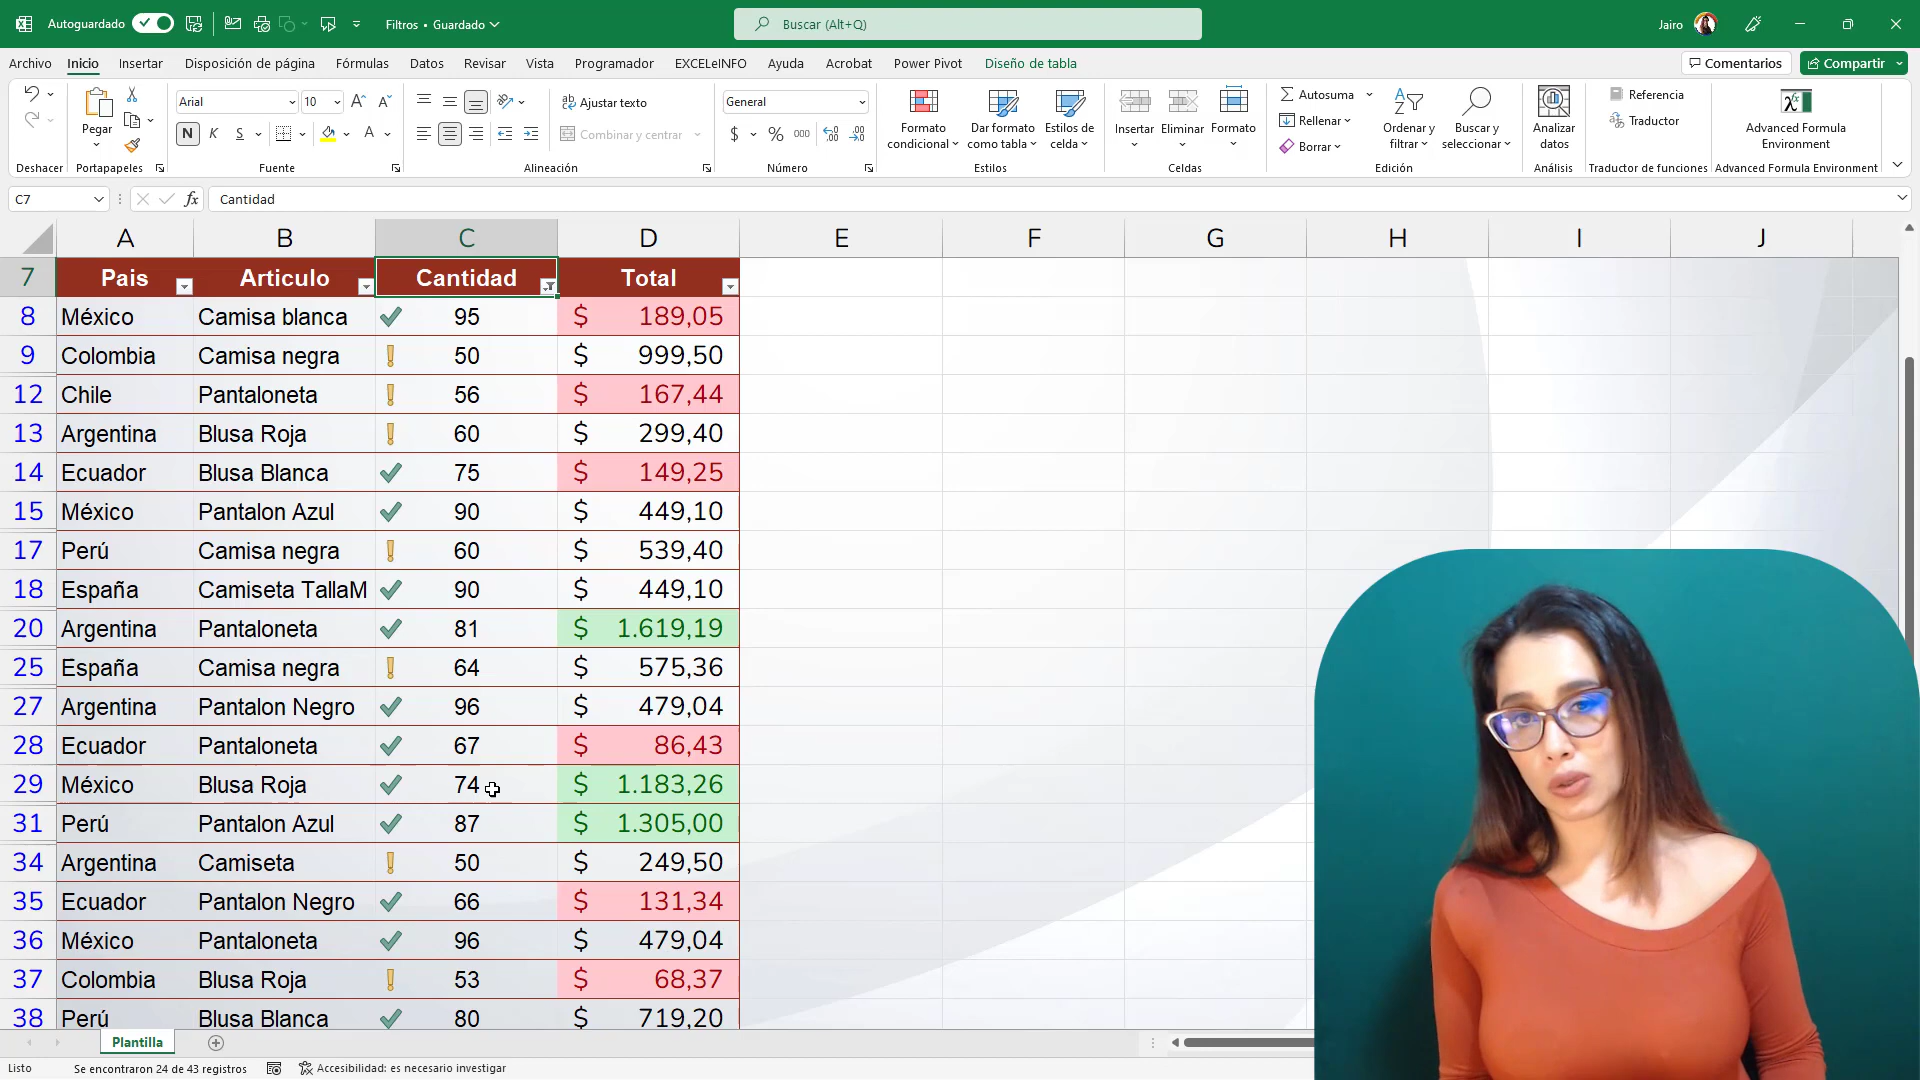 Autoguardado
Filtros • Guardado
Buscar (Alt+Q)
Jairo
Archivo Inicio Insertar Disposición de página Fórmulas Datos Revisar Vista Programador EXCELeINFO Ayuda Acrobat Power Pivot Diseño de tabla
Comentarios
Compartir
Pegar
Arial 10
N K S
Ajustar texto
Combinar y centrar
General
$ % 000
Formato condicional
Dar formato como tabla
Estilos de celda
Insertar
Eliminar
Formato
Autosuma
Rellenar
Borrar
Ordenar y filtrar
Buscar y seleccionar
Analizar datos
Referencia
Traductor
Advanced Formula Environment
Deshacer Portapapeles Fuente Alineación Número Estilos Celdas Edición Análisis Traductor de funciones Advanced Formula Environment
C7 fx Cantidad
A B C D E F G H I J
7 Pais Articulo Cantidad Total
8 México Camisa blanca 95 $ 189,05
9 Colombia Camisa negra 50 $ 999,50
12 Chile Pantaloneta 56 $ 167,44
13 Argentina Blusa Roja 60 $ 299,40
14 Ecuador Blusa Blanca 75 $ 149,25
15 México Pantalon Azul 90 $ 449,10
17 Perú Camisa negra 60 $ 539,40
18 España Camiseta TallaM 90 $ 449,10
20 Argentina Pantaloneta 81 $ 1.619,19
25 España Camisa negra 64 $ 575,36
27 Argentina Pantalon Negro 96 $ 479,04
28 Ecuador Pantaloneta 67 $ 86,43
29 México Blusa Roja 74 $ 1.183,26
31 Perú Pantalon Azul 87 $ 1.305,00
34 Argentina Camiseta 50 $ 249,50
35 Ecuador Pantalon Negro 66 $ 131,34
36 México Pantaloneta 96 $ 479,04
37 Colombia Blusa Roja 53 $ 68,37
38 Perú Blusa Blanca 80 $ 719,20
Plantilla
Listo Se encontraron 24 de 43 registros Accesibilidad: es necesario investigar